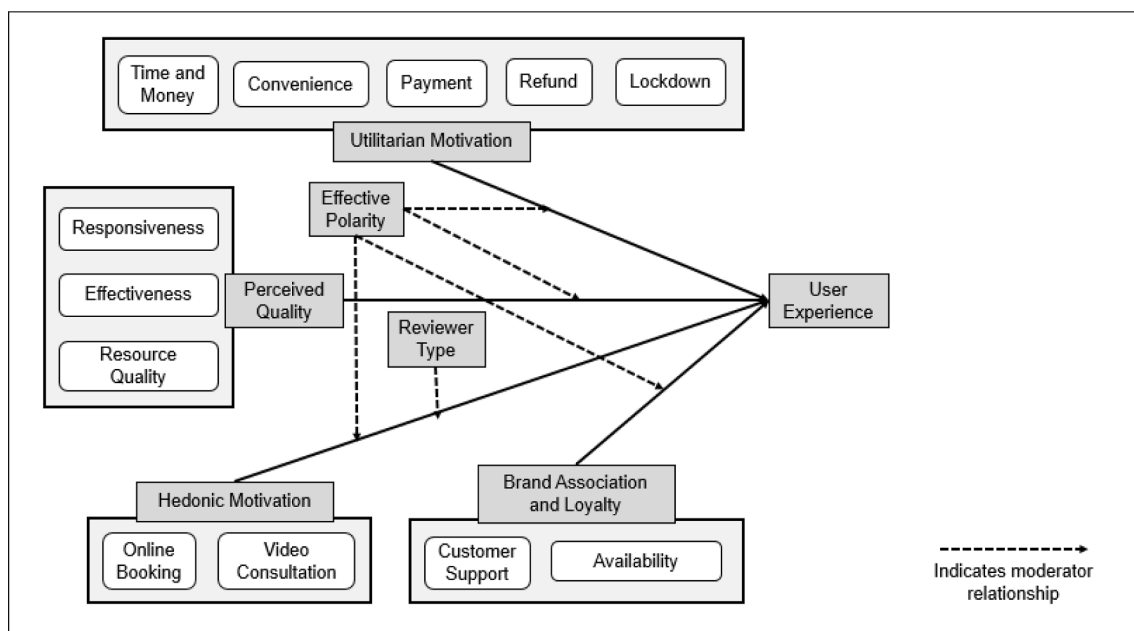 Time and
Money
Convenience
Payment
Refund
Lockdown
Utilitarian Motivation
Effective
Polarity
Responsiveness
Effectiveness
Resource
Quality
Perceived
Quality
Reviewer
Type
User
Experience
Hedonic Motivation
Online
Booking
Video
Consultation
Brand Association
and Loyalty
Customer
Support
Availability
Indicates moderator
relationship